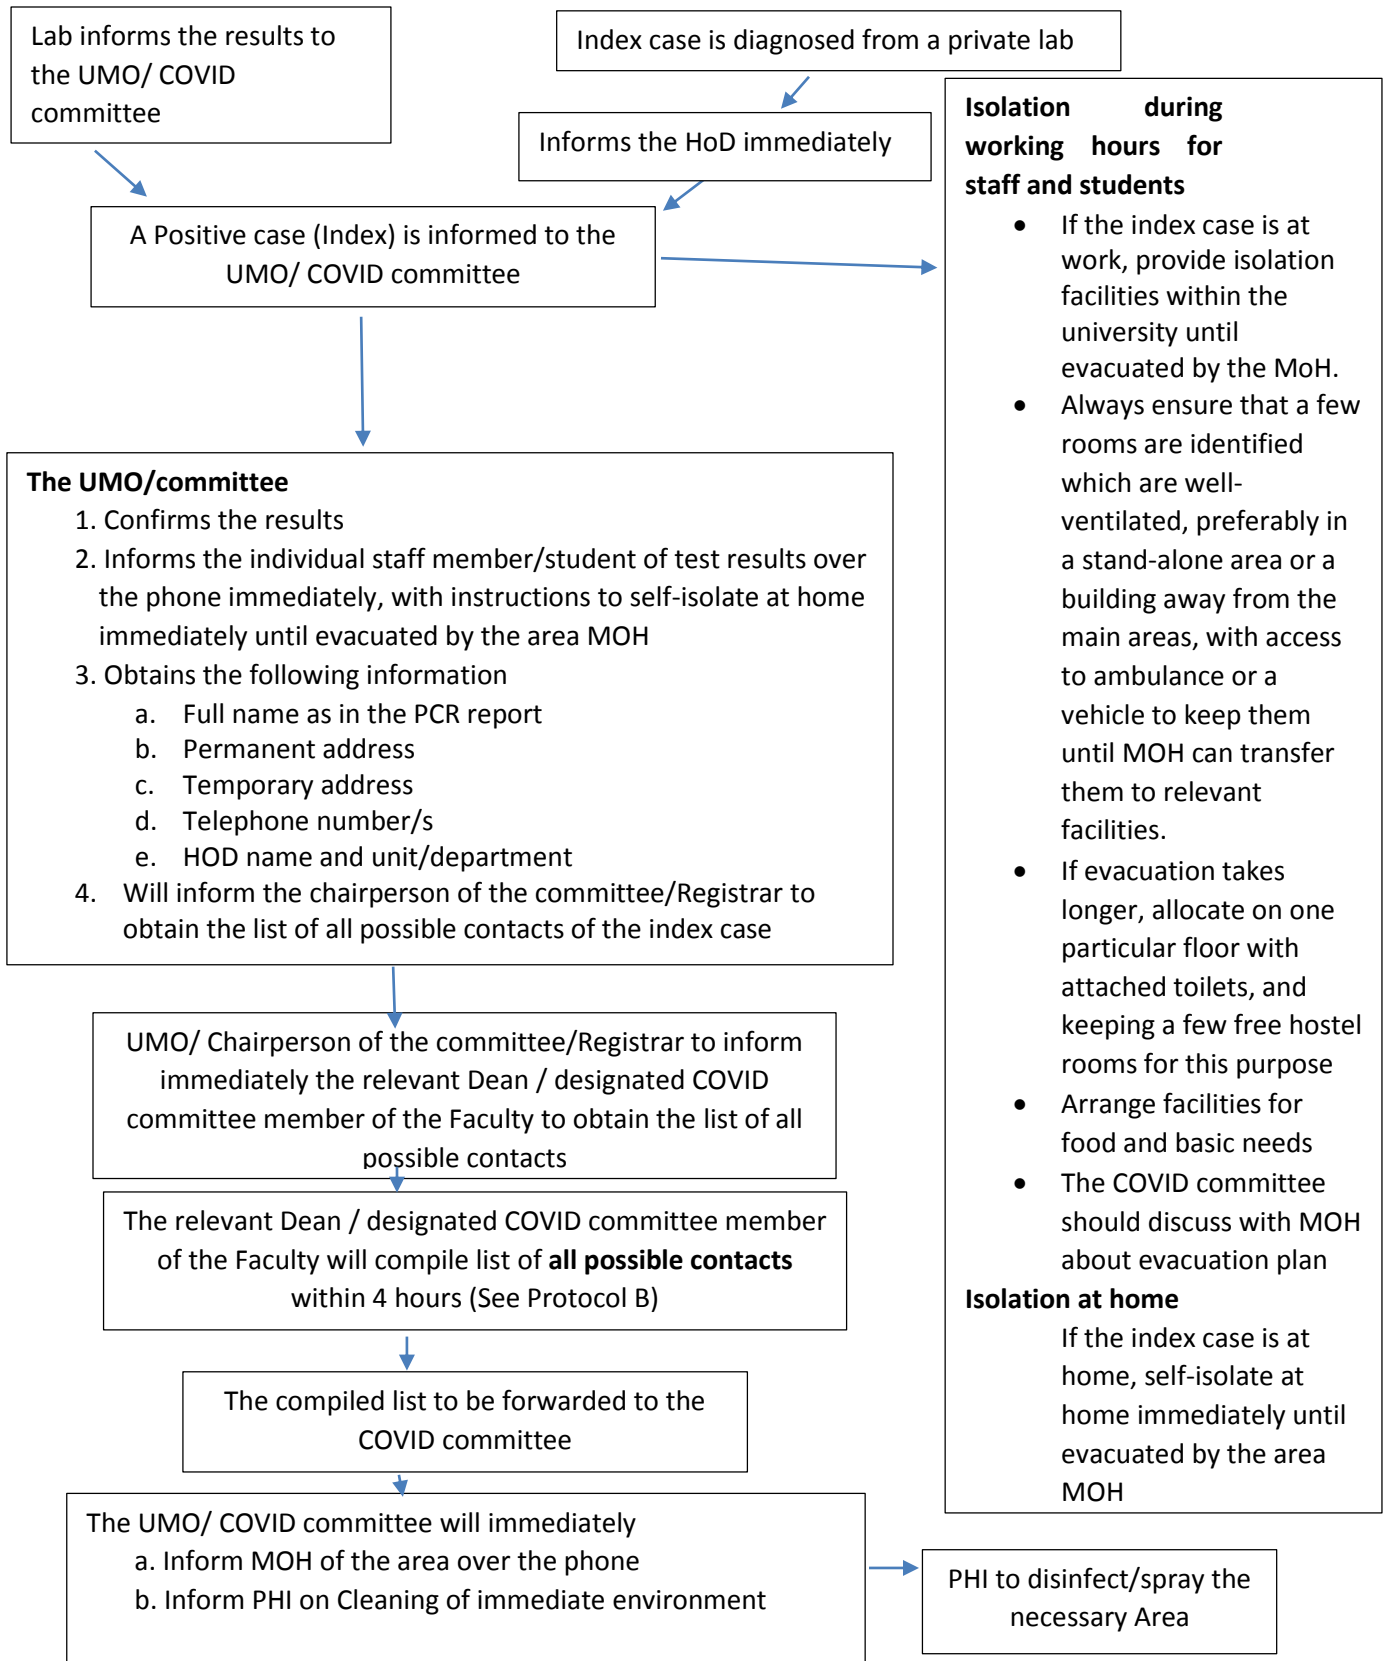 Lab informs the results to
the UMO/ COVID
committee
Index case is diagnosed from a private lab
Informs the HoD immediately
A Positive case (Index) is informed to the
UMO/ COVID committee
Isolation during
working hours for
staff and students
• If the index case is at
work, provide isolation
facilities within the
university until
evacuated by the MoH.
• Always ensure that a few
rooms are identified
which are well-
ventilated, preferably in
a stand-alone area or a
building away from the
main areas, with access
to ambulance or a
vehicle to keep them
until MOH can transfer
them to relevant
facilities.
• If evacuation takes
longer, allocate on one
particular floor with
attached toilets, and
keeping a few free hostel
rooms for this purpose
• Arrange facilities for
food and basic needs
• The COVID committee
should discuss with MOH
about evacuation plan
Isolation at home
If the index case is at
home, self-isolate at
home immediately until
evacuated by the area
MOH
The UMO/committee
1. Confirms the results
2. Informs the individual staff member/student of test results over
the phone immediately, with instructions to self-isolate at home
immediately until evacuated by the area MOH
3. Obtains the following information
a. Full name as in the PCR report
b. Permanent address
c. Temporary address
d. Telephone number/s
e. HOD name and unit/department
4. Will inform the chairperson of the committee/Registrar to
obtain the list of all possible contacts of the index case
UMO/ Chairperson of the committee/Registrar to inform
immediately the relevant Dean / designated COVID
committee member of the Faculty to obtain the list of all
possible contacts
The relevant Dean / designated COVID committee member
of the Faculty will compile list of all possible contacts
within 4 hours (See Protocol B)
The compiled list to be forwarded to the
COVID committee
The UMO/ COVID committee will immediately
a. Inform MOH of the area over the phone
b. Inform PHI on Cleaning of immediate environment
PHI to disinfect/spray the
necessary Area